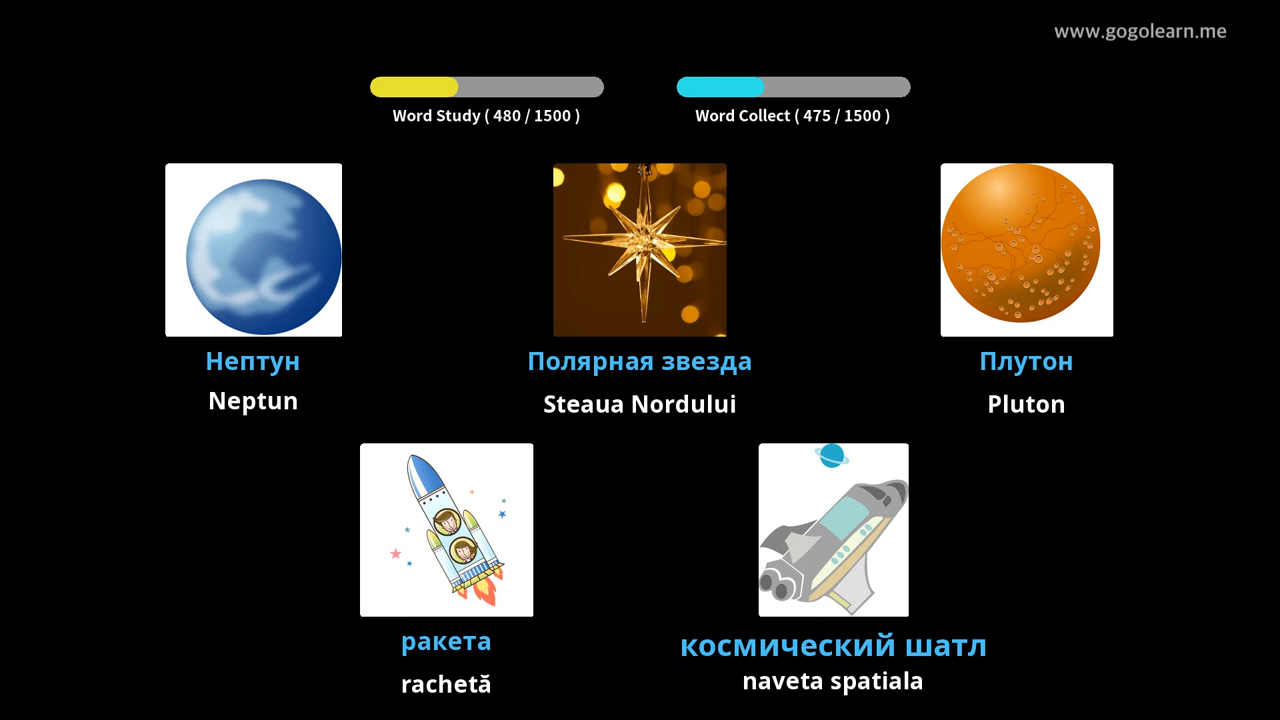 www.gogolearn.me
Word Study ( 480 / 1500 )
Word Collect ( 475 / 1500 )
Нептун
Neptun
Полярная звезда
Steaua Nordului
Плутон
Pluton
ракета
rachetă
космический шатл
naveta spatiala